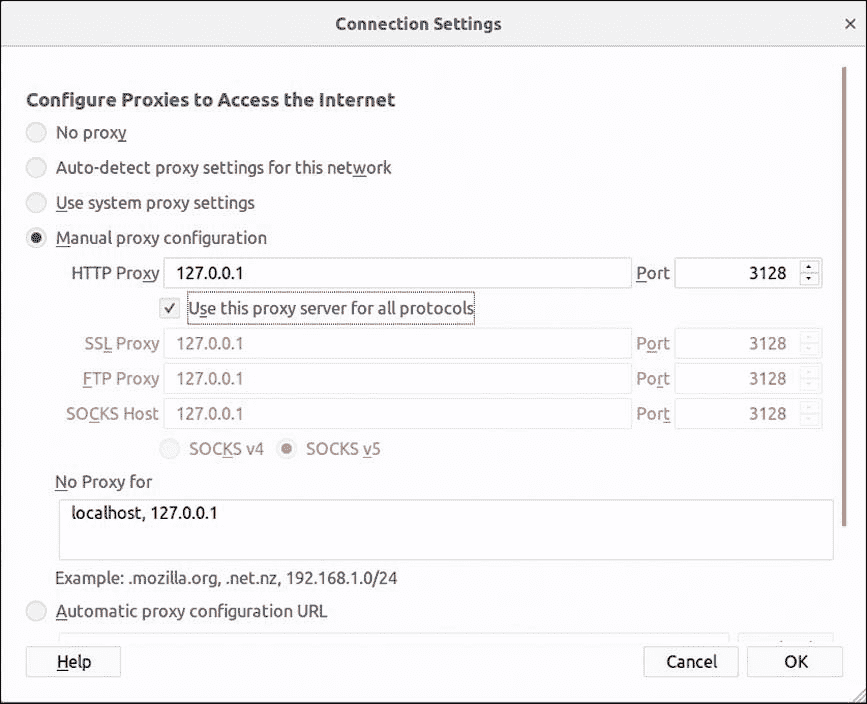 Connection Settings
Configure Proxies to Access the Internet
No proxy
Auto-detect proxy settings for this network
Use system proxy settings
Manual proxy configuration
HTTP Proxy 127.0.0.1 Port 3128
Use this proxy server for all protocols
SSL Proxy 127.0.0.1 Port 3128
FTP Proxy 127.0.0.1 Port 3128
SOCKS Host 127.0.0.1 Port 3128
SOCKS v4 SOCKS v5
No Proxy for
localhost, 127.0.0.1
Example: .mozilla.org, .net.nz, 192.168.1.0/24
Automatic proxy configuration URL
Help Cancel OK